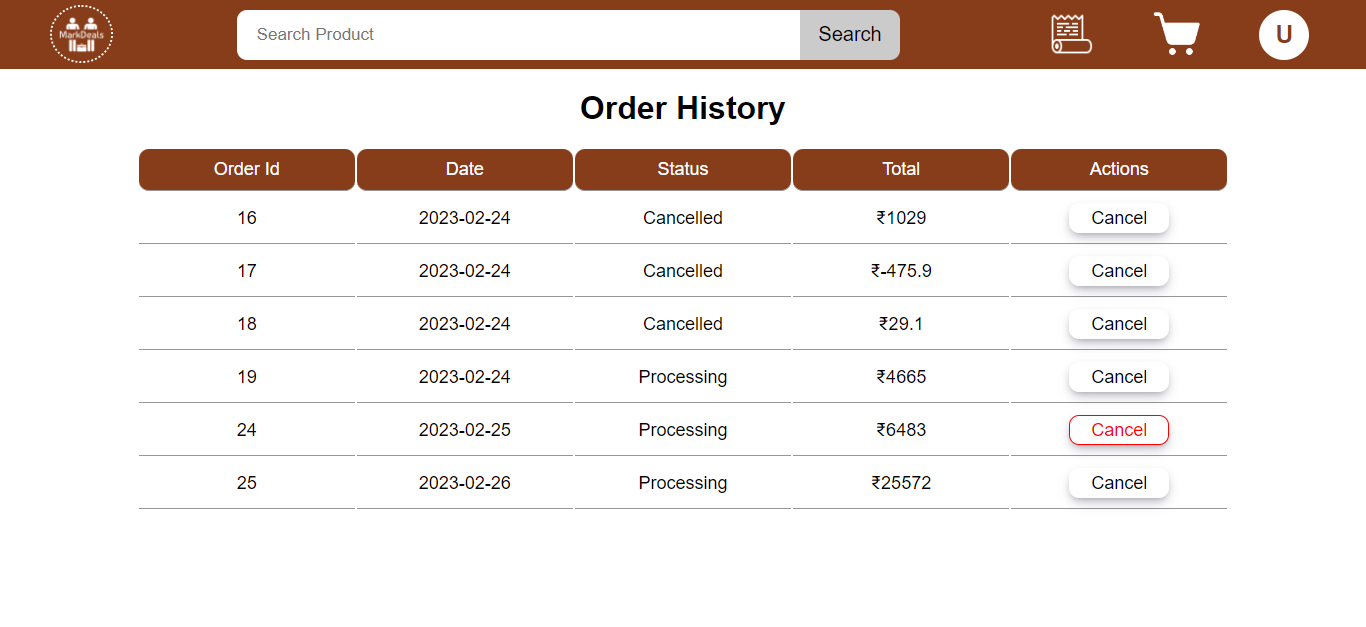 MarkDeals
Search Product Search U
Order History
Order Id Date Status Total Actions
16 2023-02-24 Cancelled ₹1029 Cancel
17 2023-02-24 Cancelled ₹-475.9 Cancel
18 2023-02-24 Cancelled ₹29.1 Cancel
19 2023-02-24 Processing ₹4665 Cancel
24 2023-02-25 Processing ₹6483 Cancel
25 2023-02-26 Processing ₹25572 Cancel